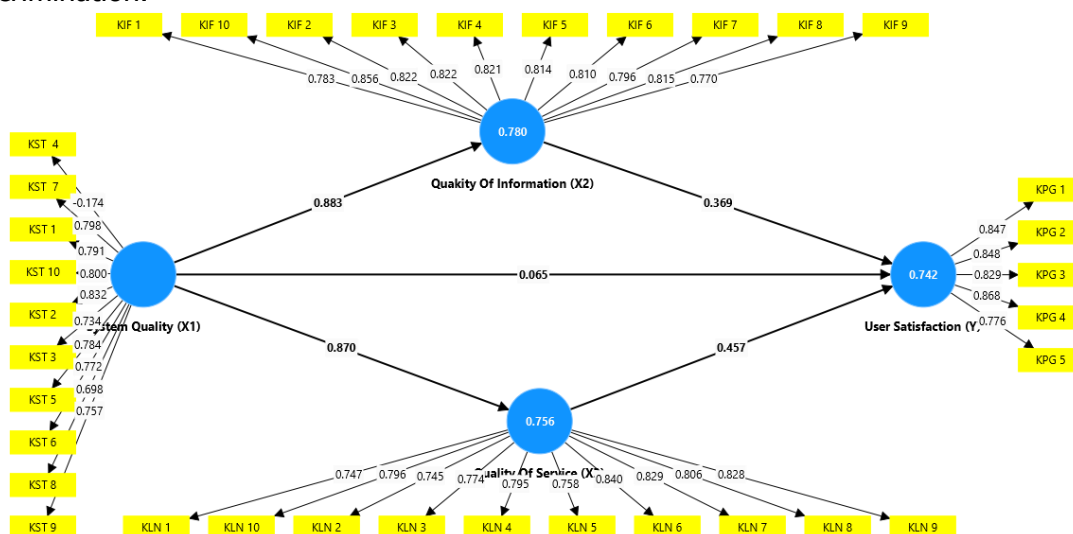 KIF 1 KIF 10 KIF 2 KIF 3 KIF 4 KIF 5 KIF 6 KIF 7 KIF 8 KIF 9
0.783 0.856 0.822 0.822 0.821 0.814 0.810 0.796 0.815 0.770
0.780
Quakity Of Information (X2)
KST 4
KST 7
KST 1
KST 10
KST 2
KST 3
KST 5
KST 6
KST 8
KST 9
-0.174
0.798
0.791
0.800
0.832
0.734
0.784
0.772
0.698
0.757
(X1)
0.883
0.369
0.065
0.870
0.457
0.742
User Satisfaction (Y)
0.847
0.848
0.829
0.868
0.776
KPG 1
KPG 2
KPG 3
KPG 4
KPG 5
0.756
Quality Of Service
0.747 0.796 0.745 0.774 0.795 0.758 0.840 0.829 0.806 0.828
KLN 1 KLN 10 KLN 2 KLN 3 KLN 4 KLN 5 KLN 6 KLN 7 KLN 8 KLN 9